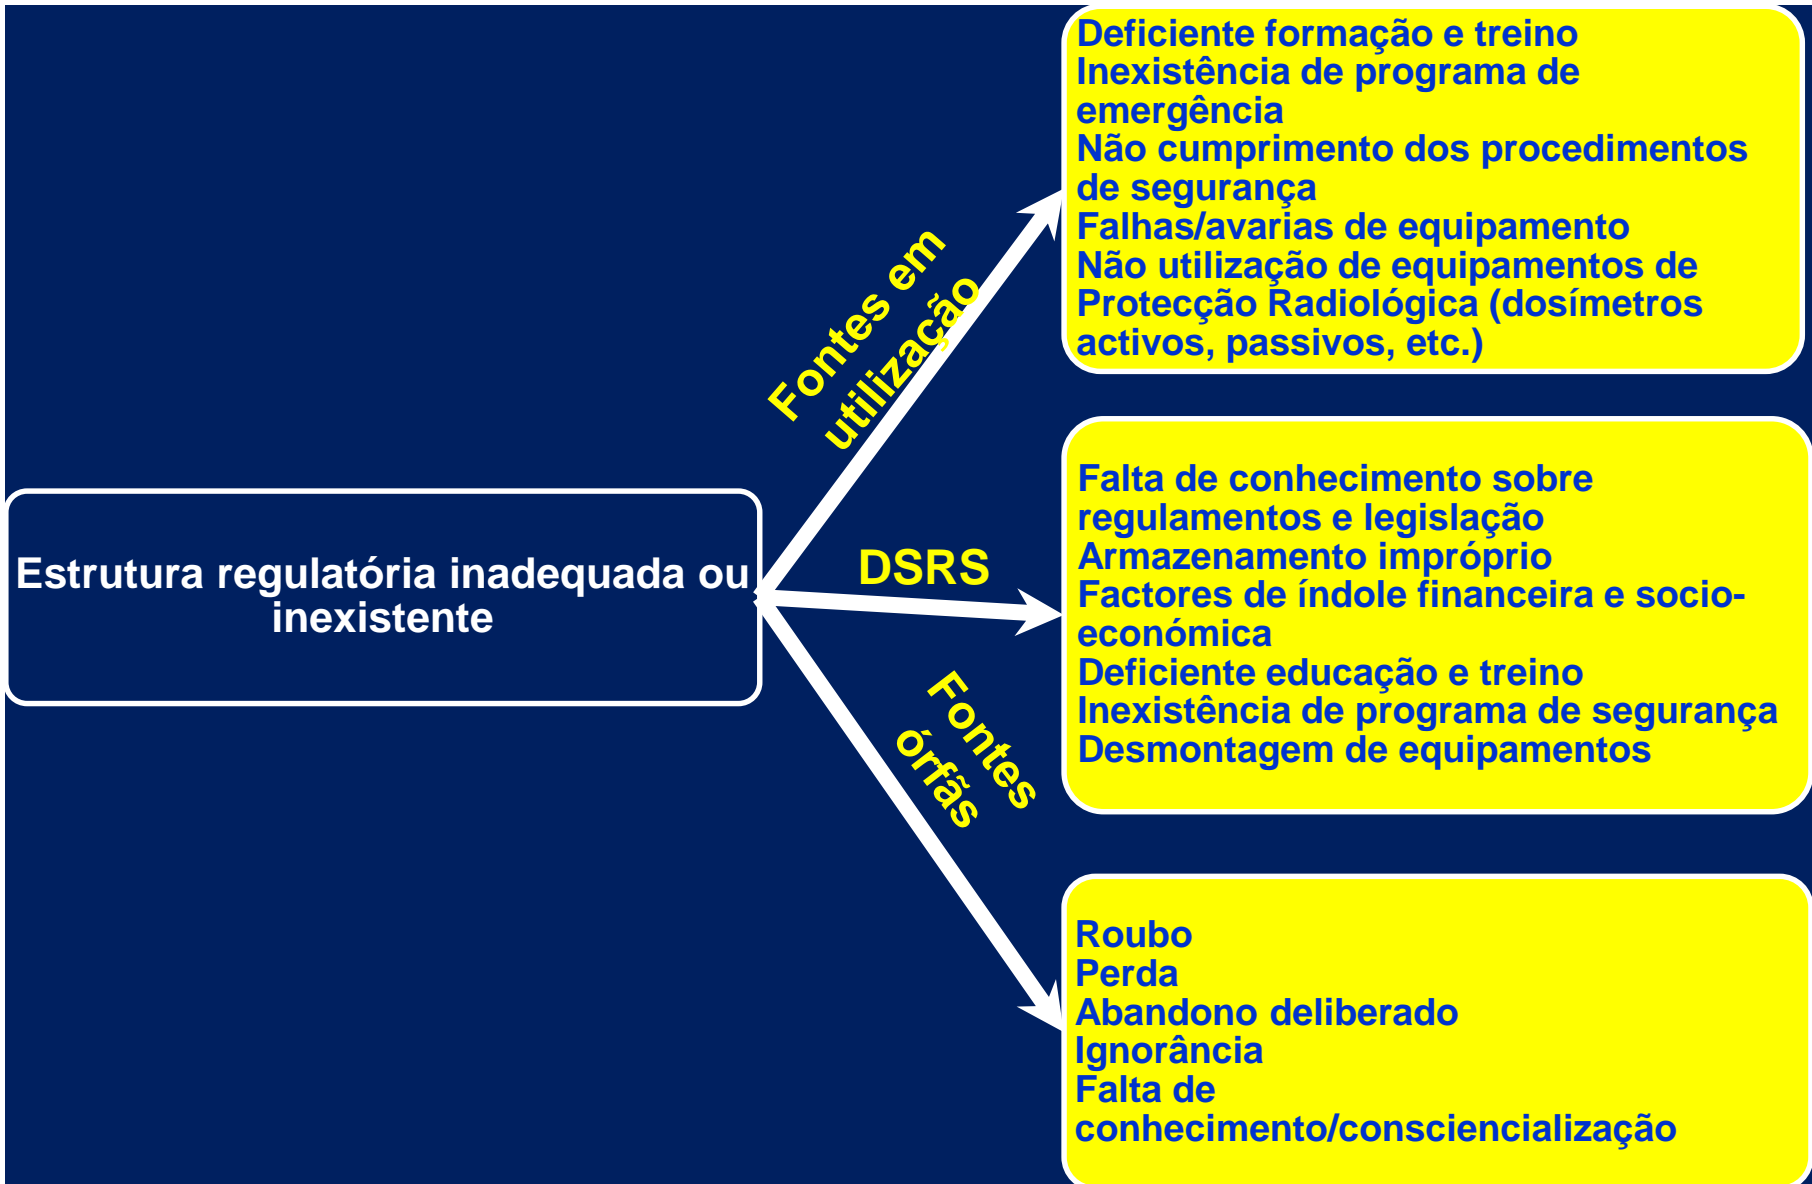 Estrutura regulatória inadequada ou
inexistente
Fontes em
utilização
Deficiente formação e treino
Inexistência de programa de
emergência
Não cumprimento dos procedimentos
de segurança
Falhas/avarias de equipamento
Não utilização de equipamentos de
Protecção Radiológica (dosímetros
activos, passivos, etc.)
DSRS
Falta de conhecimento sobre
regulamentos e legislação
Armazenamento impróprio
Factores de índole financeira e socio-
económica
Deficiente educação e treino
Inexistência de programa de segurança
Desmontagem de equipamentos
Fontes
órfãs
Roubo
Perda
Abandono deliberado
Ignorância
Falta de
conhecimento/consciencialização